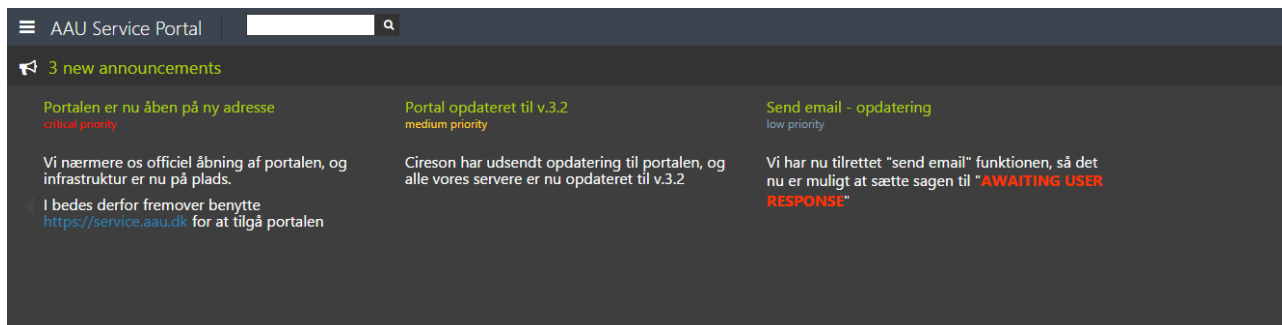 AAU Service Portal
3 new announcements
Portalen er nu åben på ny adresse
critical priority
Vi nærmere os officiel åbning af portalen, og
infrastruktur er nu på plads.
I bedes derfor fremover benytte
https://service.aau.dk for at tilgå portalen
Portal opdateret til v.3.2
medium priority
Cireson har udsendt opdatering til portalen, og
alle vores servere er nu opdateret til v.3.2
Send email - opdatering
low priority
Vi har nu tilrettet "send email" funktionen, så det
nu er muligt at sætte sagen til "AWAITING USER
RESPONSE"